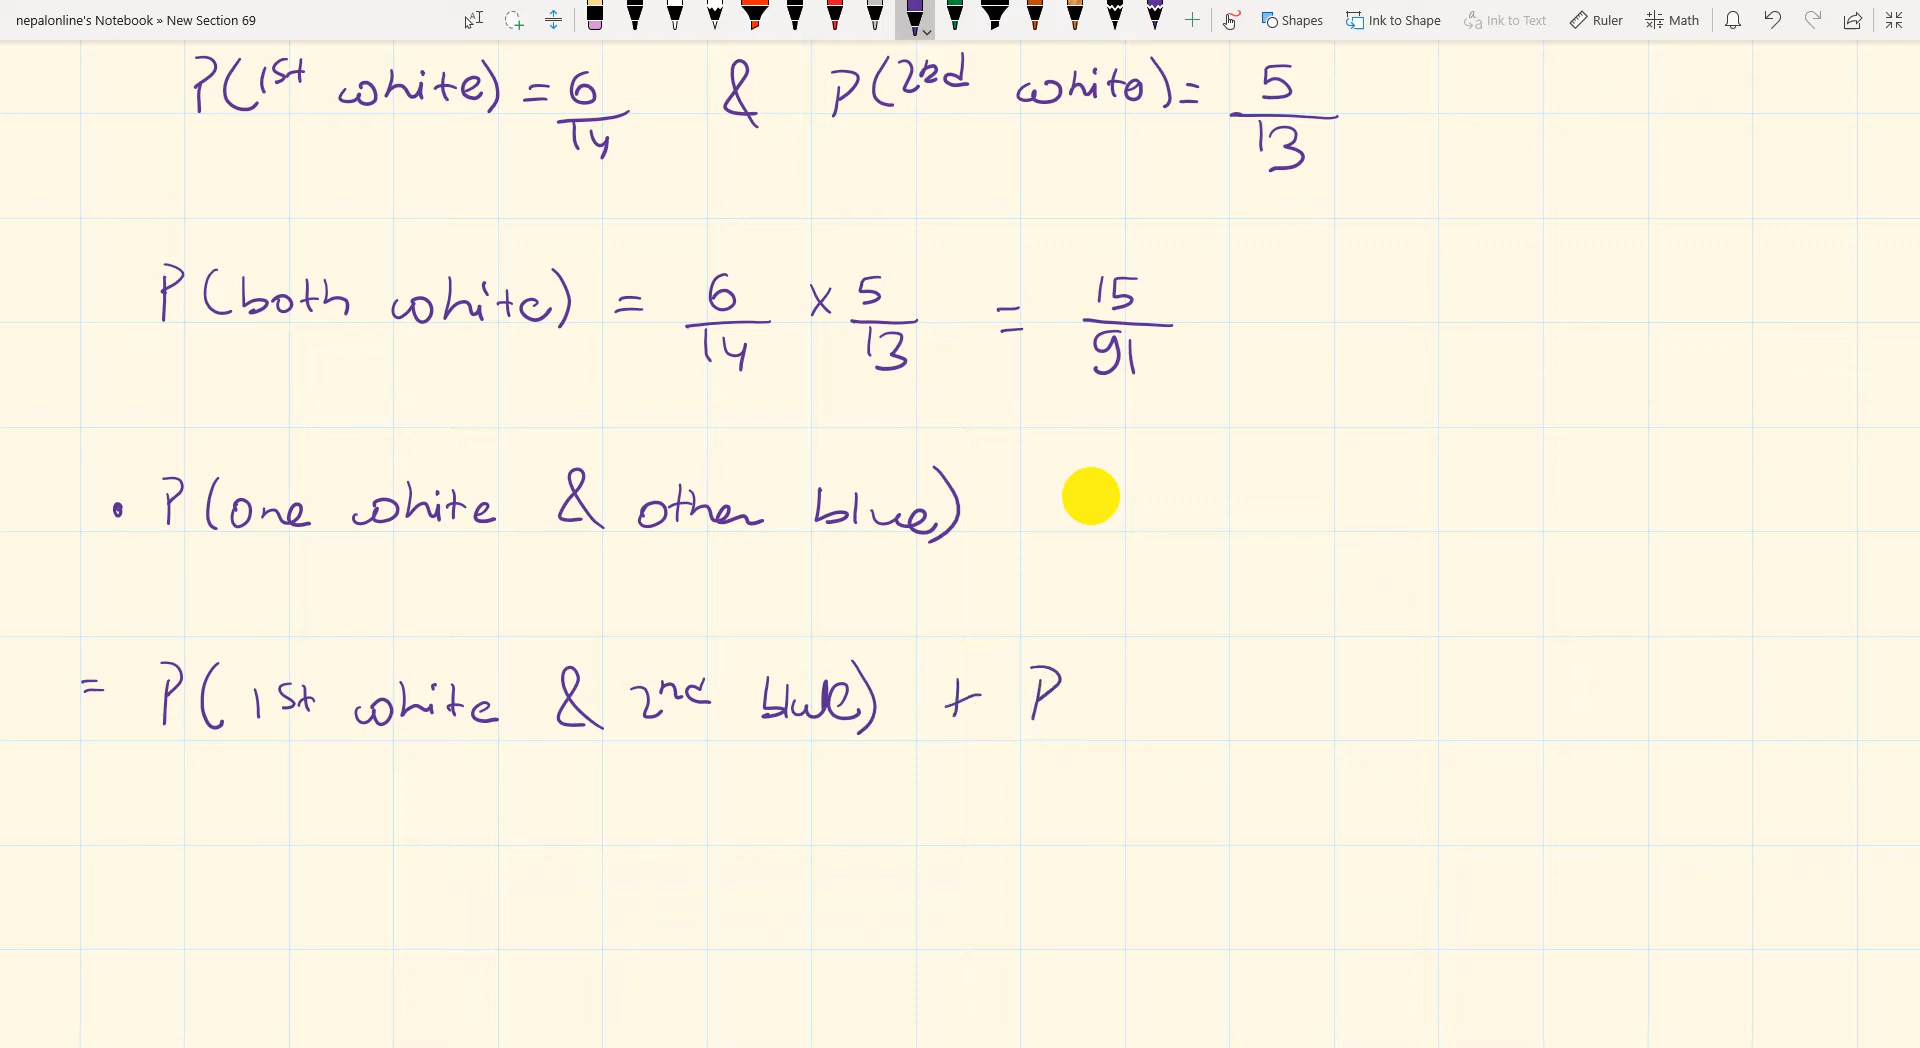 nepalonline's Notebook » New Section 69 Shapes Ink to Shape Ink to Text Ruler Math
P(1st white) = 6/14 & P(2nd white) = 5/13
P(both white) = 6/14 × 5/13 = 15/91
• P(one white & other blue)
= P(1st white & 2nd blue) + P